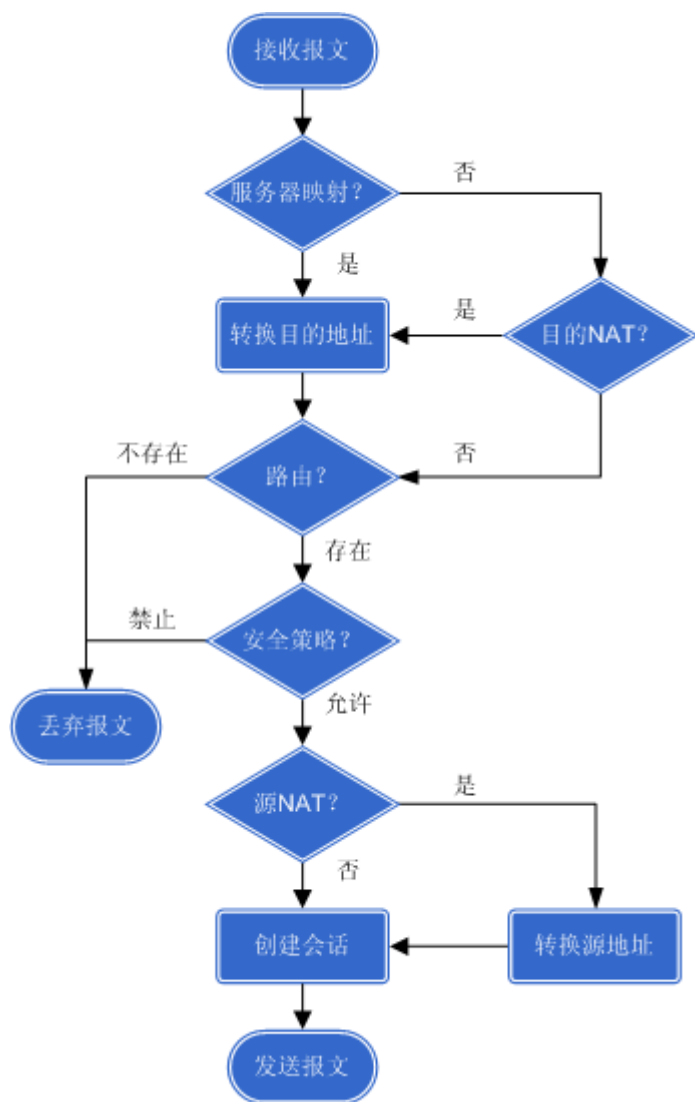 接收报文
服务器映射?
否
是
转换目的地址
是
目的NAT?
不存在
路由?
否
存在
禁止
安全策略?
丢弃报文
允许
源NAT?
是
否
创建会话
转换源地址
发送报文